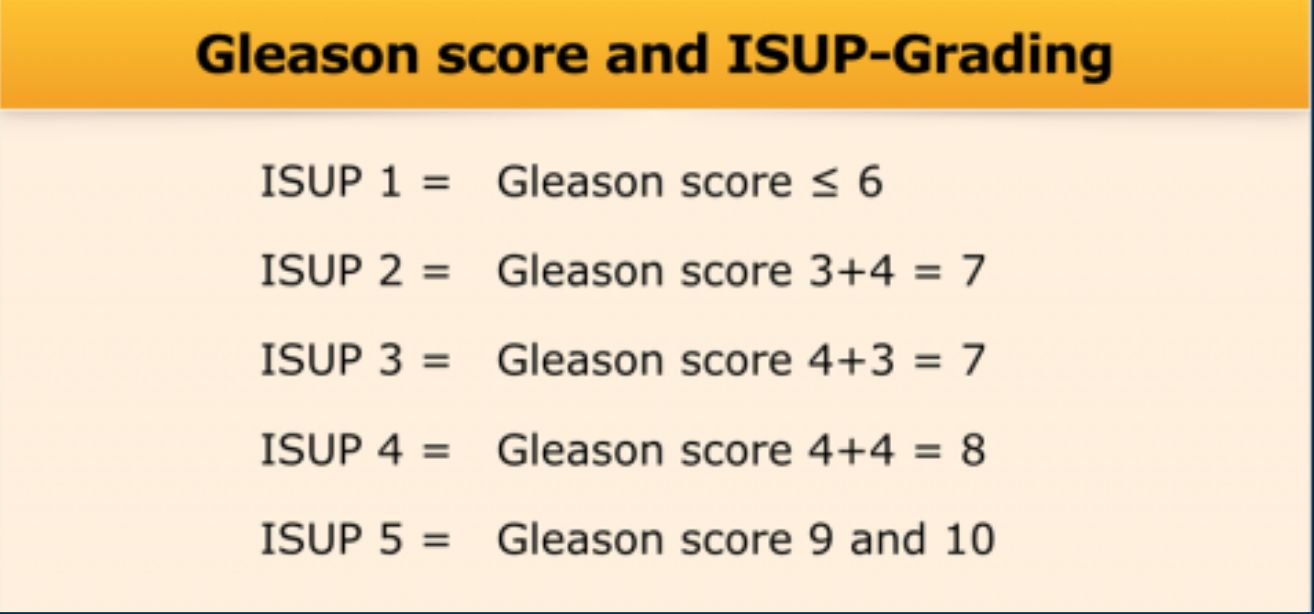 Gleason score and ISUP-Grading
ISUP 1 = Gleason score ≤ 6
ISUP 2 = Gleason score 3+4 = 7
ISUP 3 = Gleason score 4+3 = 7
ISUP 4 = Gleason score 4+4 = 8
ISUP 5 = Gleason score 9 and 10